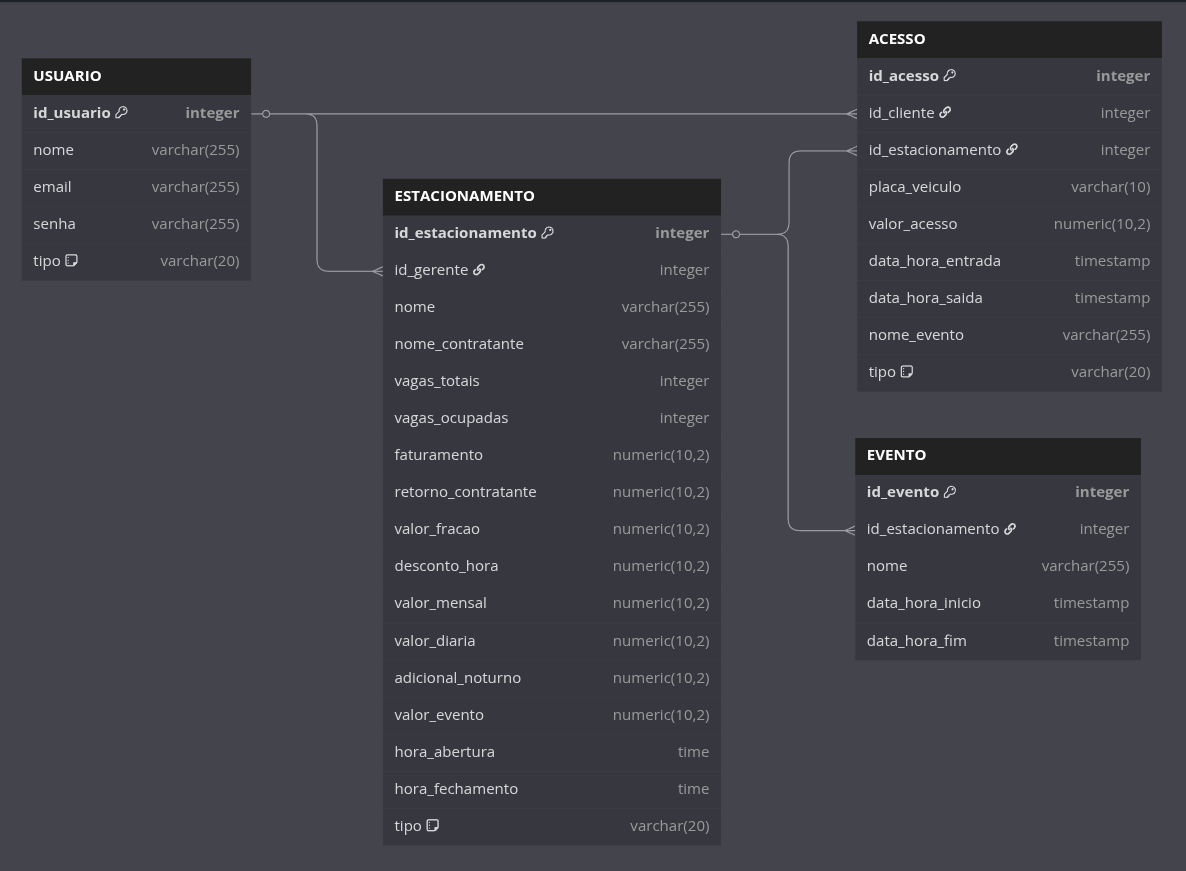 USUARIO
id_usuario integer
nome varchar(255)
email varchar(255)
senha varchar(255)
tipo varchar(20)
ESTACIONAMENTO
id_estacionamento integer
id_gerente integer
nome varchar(255)
nome_contratante varchar(255)
vagas_totais integer
vagas_ocupadas integer
faturamento numeric(10,2)
retorno_contratante numeric(10,2)
valor_fracao numeric(10,2)
desconto_hora numeric(10,2)
valor_mensal numeric(10,2)
valor_diaria numeric(10,2)
adicional_noturno numeric(10,2)
valor_evento numeric(10,2)
hora_abertura time
hora_fechamento time
tipo varchar(20)
ACESSO
id_acesso integer
id_cliente integer
id_estacionamento integer
placa_veiculo varchar(10)
valor_acesso numeric(10,2)
data_hora_entrada timestamp
data_hora_saida timestamp
nome_evento varchar(255)
tipo varchar(20)
EVENTO
id_evento integer
id_estacionamento integer
nome varchar(255)
data_hora_inicio timestamp
data_hora_fim timestamp